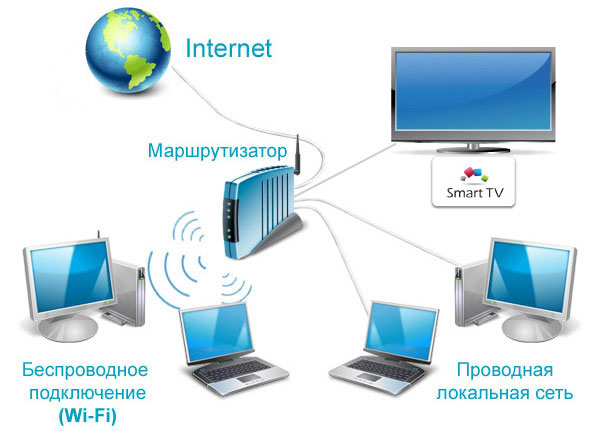 Internet
Маршрутизатор
Smart TV
Беспроводное
подключение
(Wi-Fi)
Проводная
локальная сеть